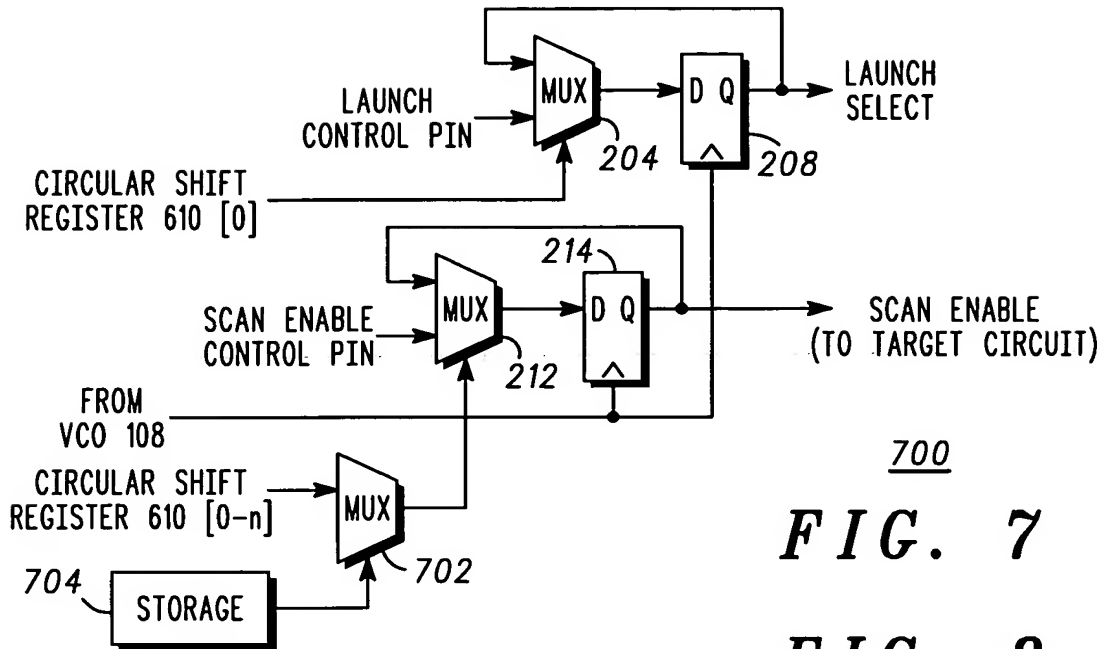 MUX
204
D Q
208
LAUNCH
SELECT
LAUNCH
CONTROL PIN
CIRCULAR SHIFT
REGISTER 610 [0]
214
MUX
212
D Q
SCAN ENABLE
CONTROL PIN
SCAN ENABLE
(TO TARGET CIRCUIT)
FROM
VCO 108
CIRCULAR SHIFT
REGISTER 610 [0-n]
MUX
702
704
STORAGE
700
FIG. 7